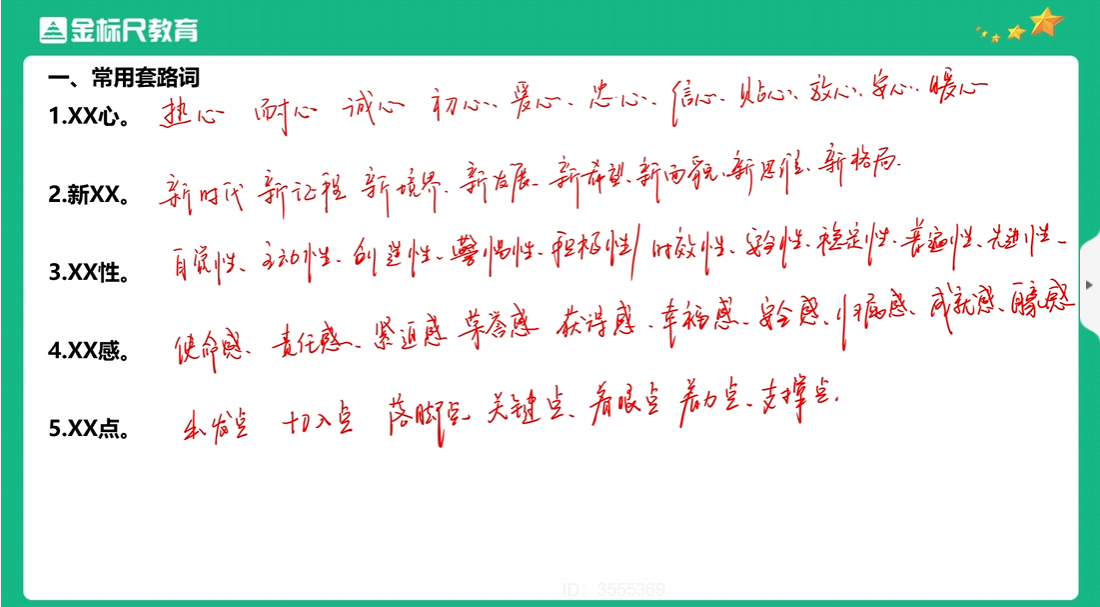 金标尺教育
一、常用套路词
1.XX心。 热心 耐心 诚心 初心、爱心、忠心、信心、贴心、放心、安心、暖心
2.新XX。 新时代 新征程 新境界、新发展、新希望、新面貌、新思维、新格局.
3.XX性。 自觉性、主动性、创造性、警惕性、积极性/时效性、安全性、稳定性、普遍性、先进性、
4.XX感。 使命感、责任感、紧迫感 荣誉感 获得感、幸福感、安全感、归属感、成就感、
5.XX点。 出发点 切入点 落脚点、关键点、着眼点 着力点、支撑点.
ID：3555369